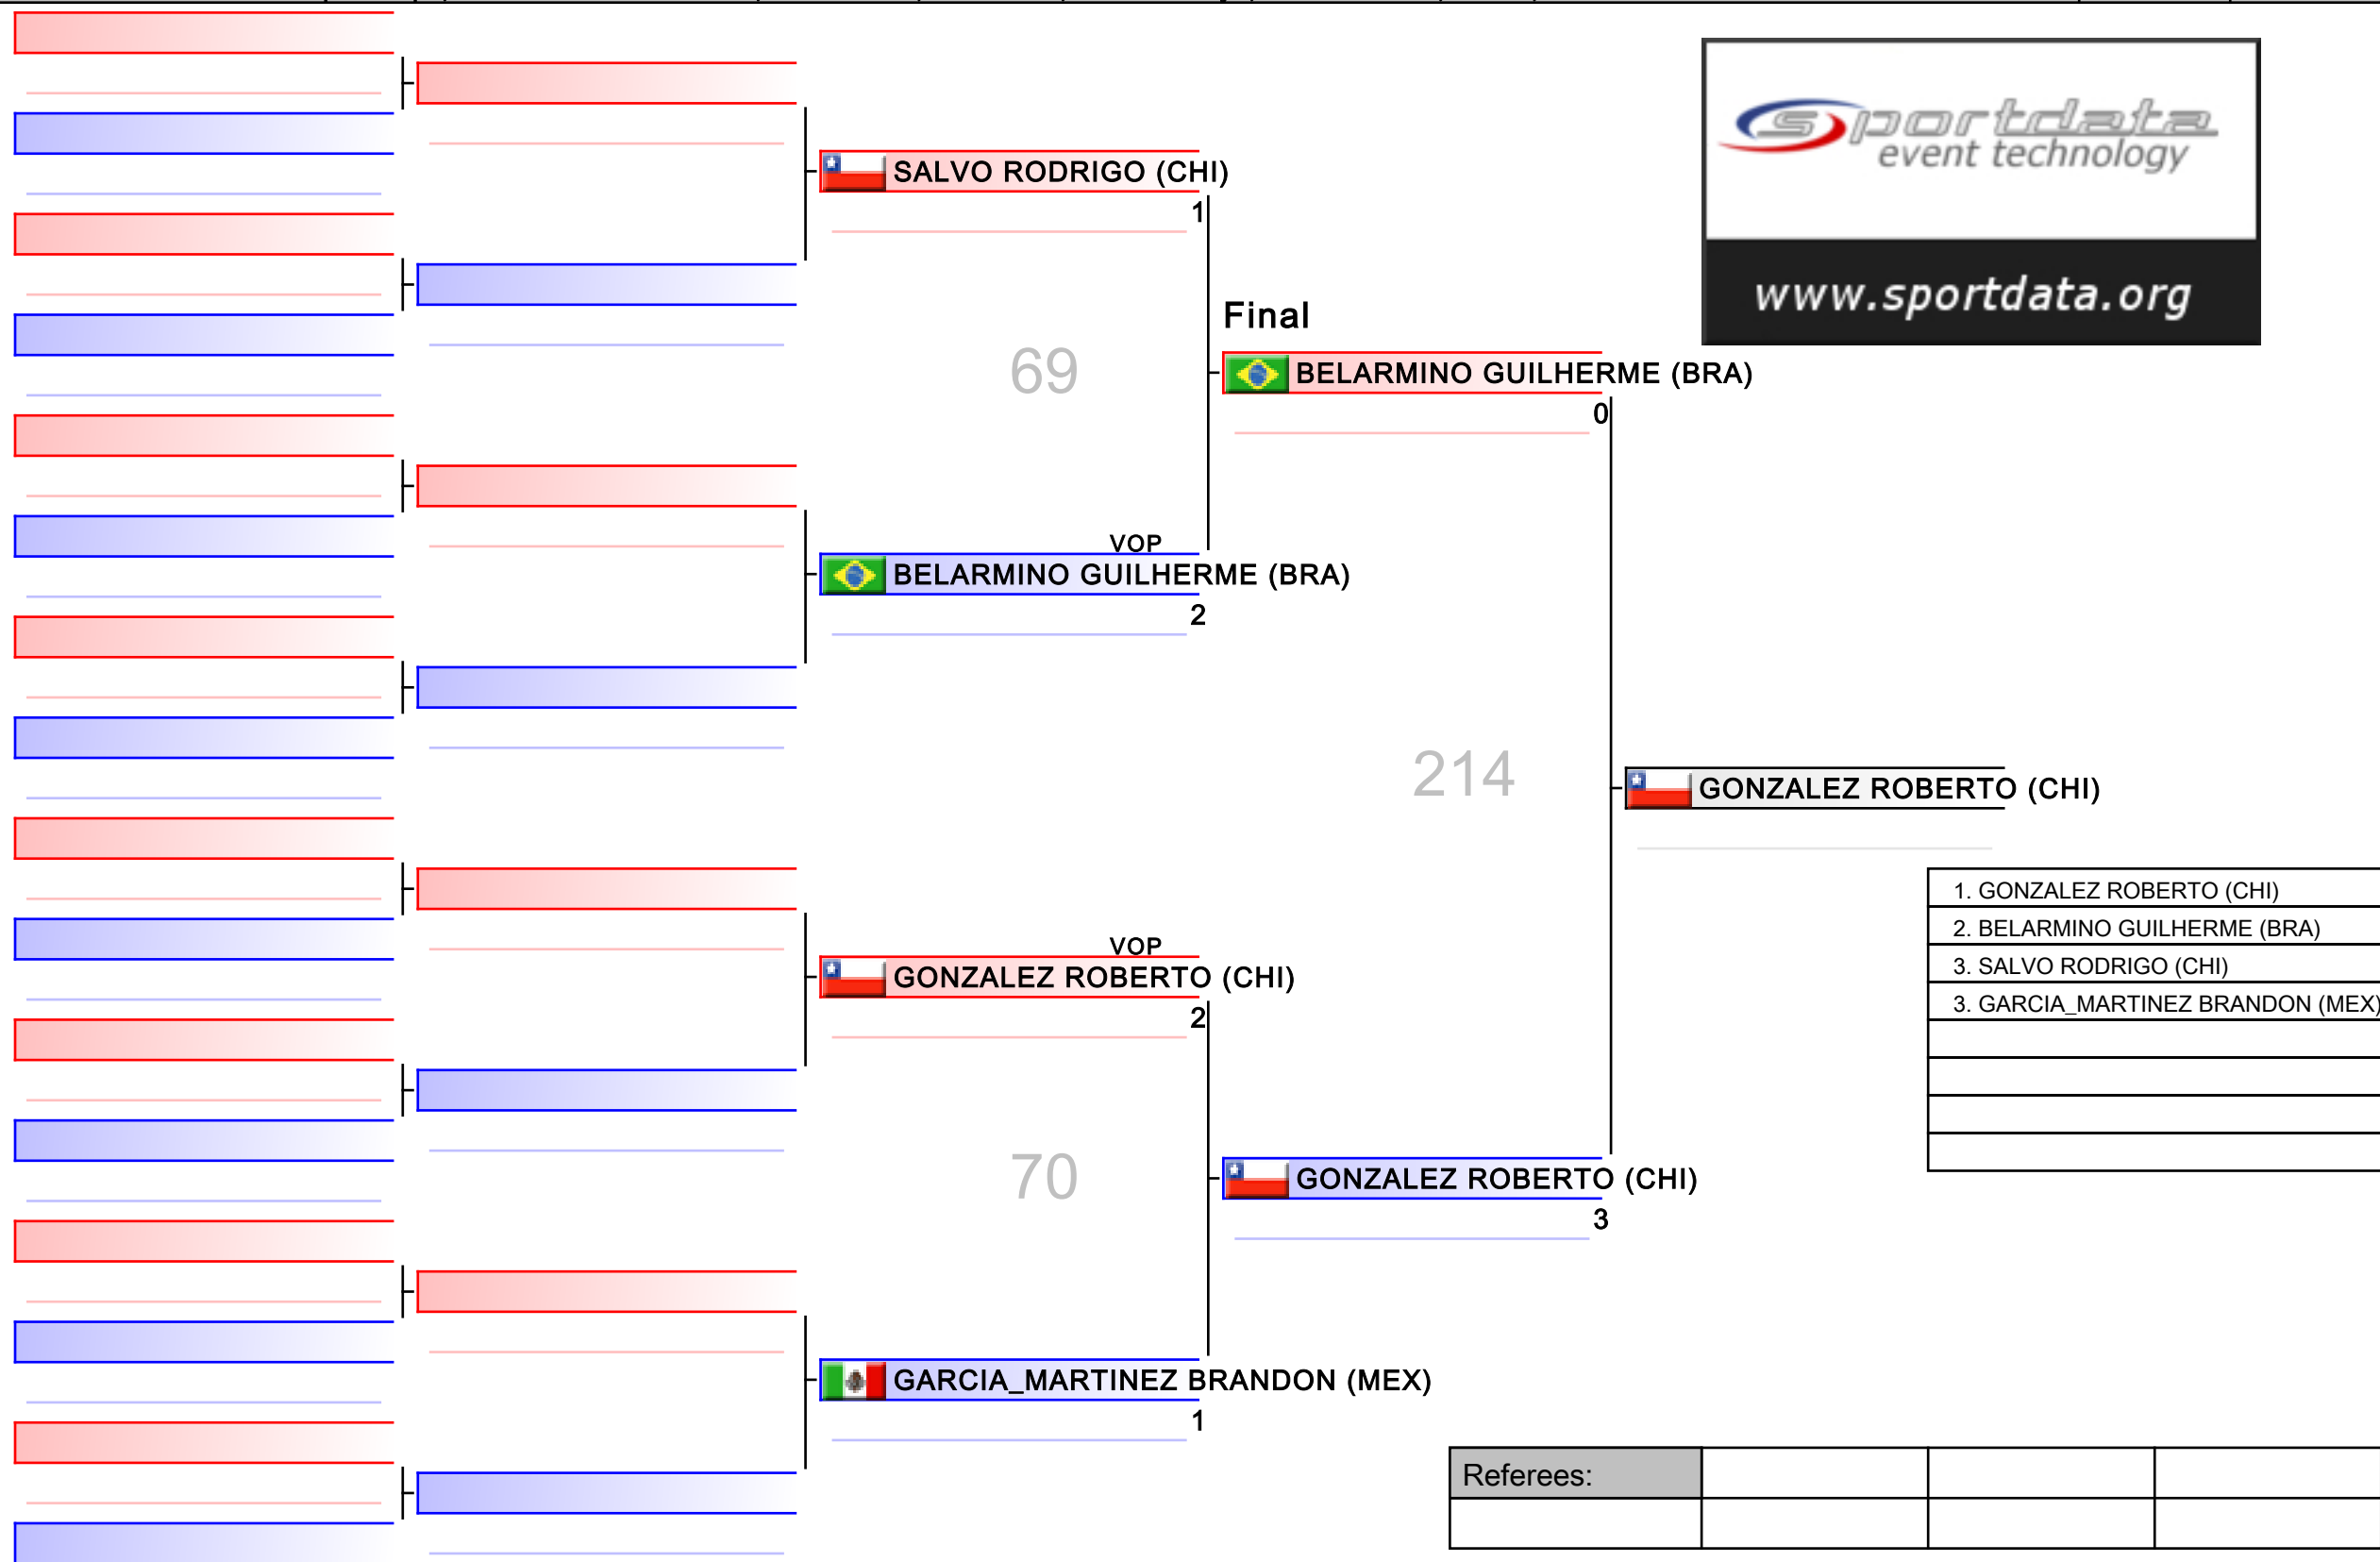 sportdata
event technology
www.sportdata.org
SALVO RODRIGO (CHI)
1
69
VOP
BELARMINO GUILHERME (BRA)
2
Final
BELARMINO GUILHERME (BRA)
0
214
GONZALEZ ROBERTO (CHI)
VOP
GONZALEZ ROBERTO (CHI)
2
70
GARCIA_MARTINEZ BRANDON (MEX)
1
GONZALEZ ROBERTO (CHI)
3
1. GONZALEZ ROBERTO (CHI)
2. BELARMINO GUILHERME (BRA)
3. SALVO RODRIGO (CHI)
3. GARCIA_MARTINEZ BRANDON (MEX)
Referees: